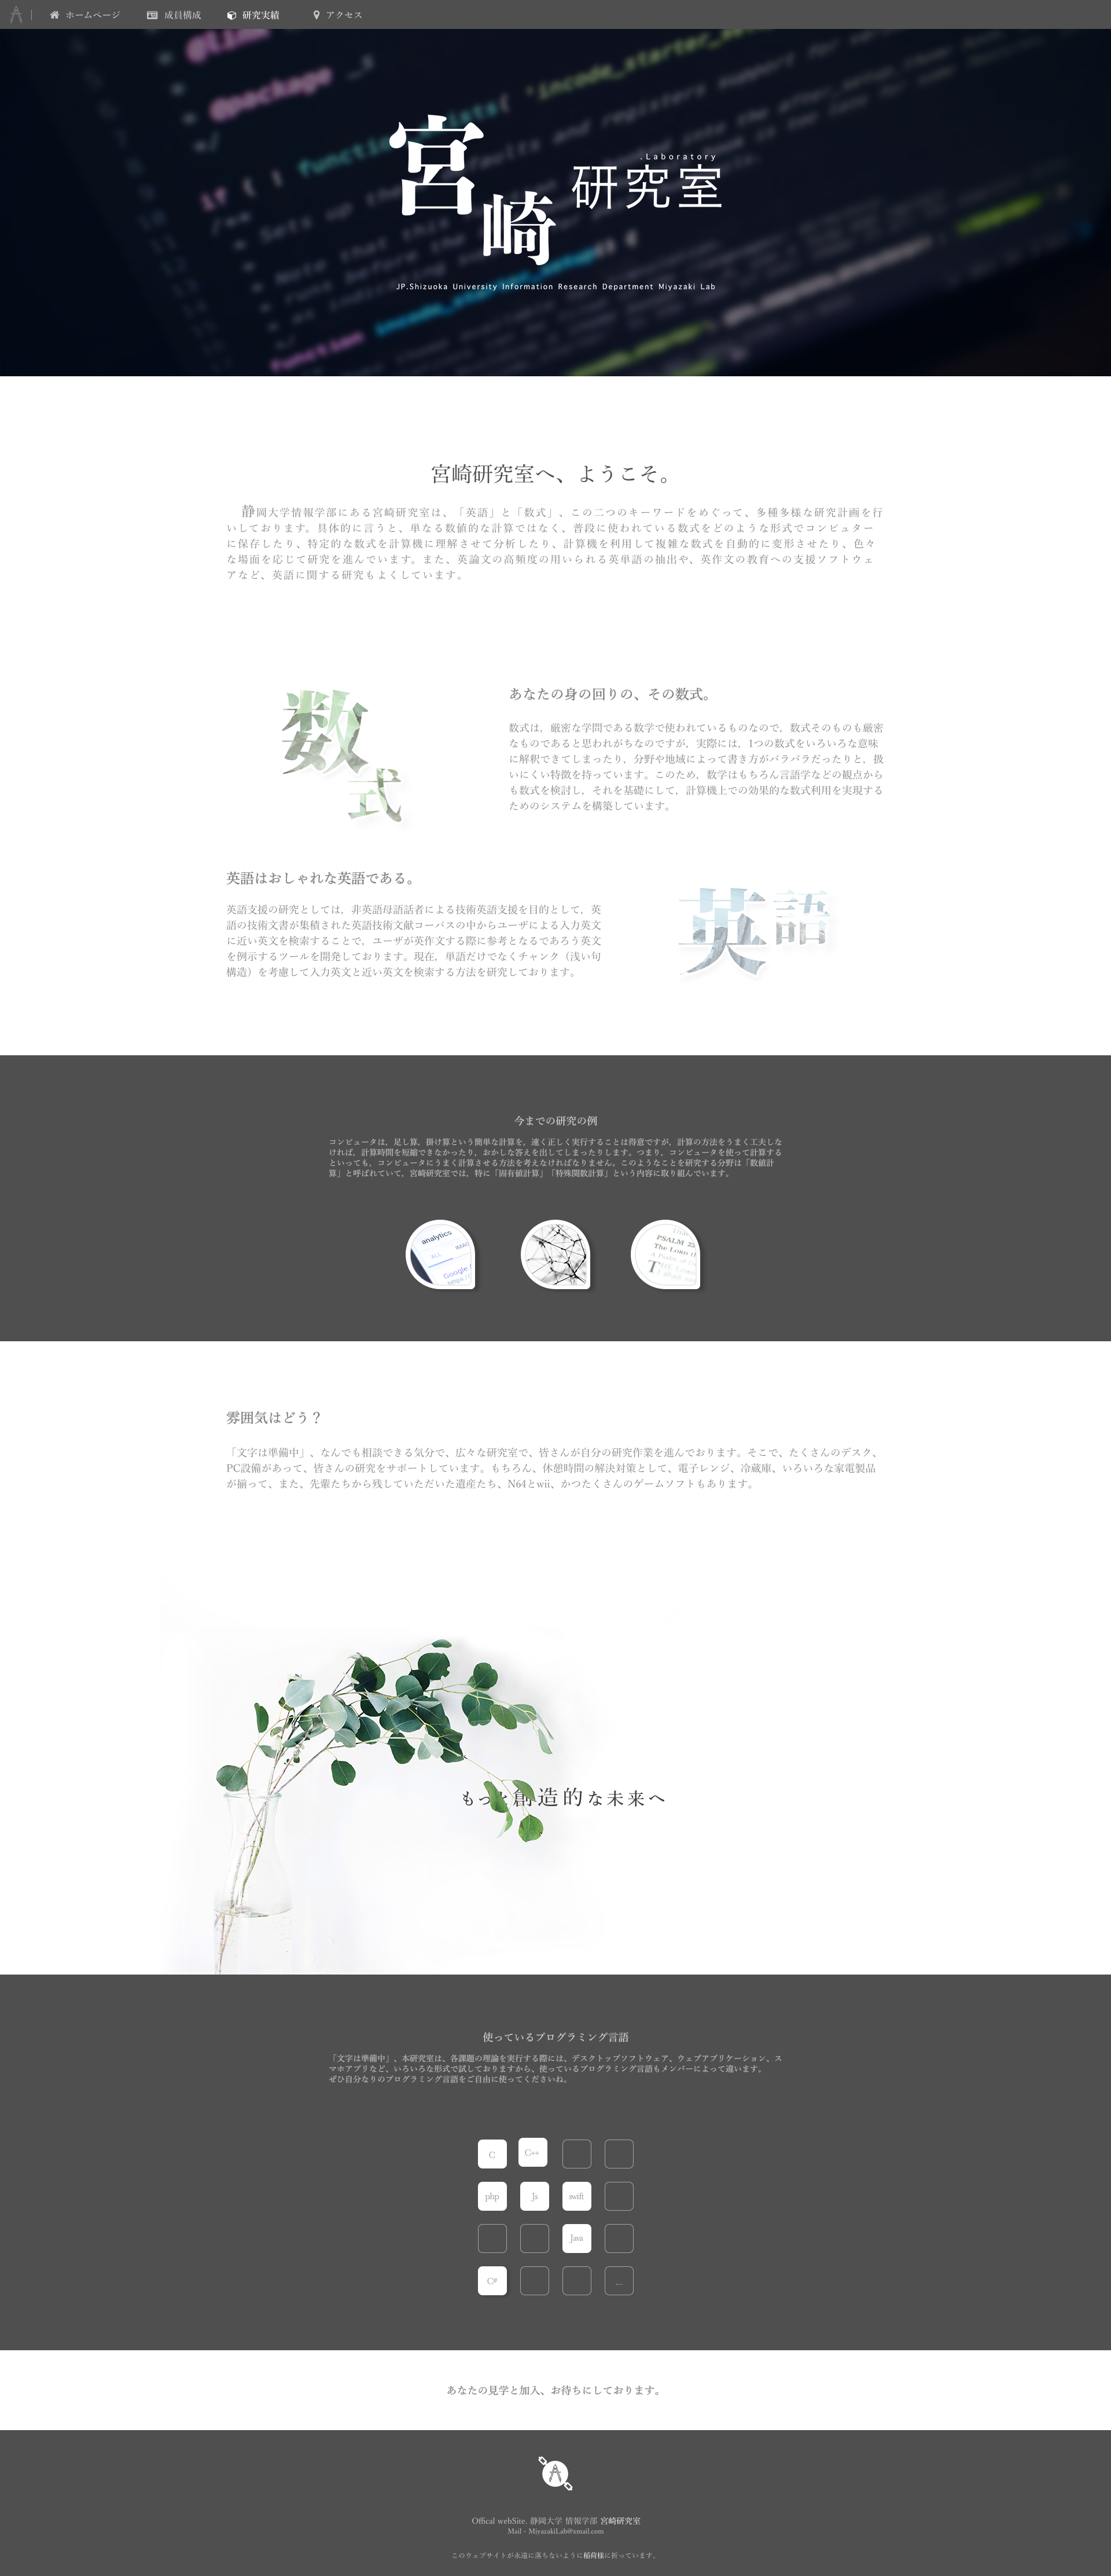 ホームページ 成員構成 研究実績 アクセス
宮崎
.Laboratory
研究室
JP.Shizuoka University Information Research Department Miyazaki Lab
宮崎研究室へ、ようこそ。
静岡大学情報学部にある宮崎研究室は、「英語」と「数式」、この二つのキーワードをめぐって、多種多様な研究計画を行
いしております。具体的に言うと、単なる数値的な計算ではなく、普段に使われている数式をどのような形式でコンピュター
に保存したり、特定的な数式を計算機に理解させて分析したり、計算機を利用して複雑な数式を自動的に変形させたり、色々
な場面を応じて研究を進んでいます。また、英論文の高頻度の用いられる英単語の抽出や、英作文の教育への支援ソフトウェ
アなど、英語に関する研究もよくしています。
数式
あなたの身の回りの、その数式。
数式は，厳密な学問である数学で使われているものなので，数式そのものも厳密
なものであると思われがちなのですが，実際には，1つの数式をいろいろな意味
に解釈できてしまったり，分野や地域によって書き方がバラバラだったりと，扱
いにくい特徴を持っています。このため，数学はもちろん言語学などの観点から
も数式を検討し，それを基礎にして，計算機上での効果的な数式利用を実現する
ためのシステムを構築しています。
英語はおしゃれな英語である。
英語支援の研究としては，非英語母語話者による技術英語支援を目的として，英
語の技術文書が集積された英語技術文献コーパスの中からユーザによる入力英文
に近い英文を検索することで，ユーザが英作文する際に参考となるであろう英文
を例示するツールを開発しております。現在，単語だけでなくチャンク（浅い句
構造）を考慮して入力英文と近い英文を検索する方法を研究しております。
英語
今までの研究の例
コンピュータは，足し算，掛け算という簡単な計算を，速く正しく実行することは得意ですが，計算の方法をうまく工夫しな
ければ，計算時間を短縮できなかったり，おかしな答えを出してしまったりします。つまり，コンピュータを使って計算する
といっても，コンピュータにうまく計算させる方法を考えなければなりません。このようなことを研究する分野は「数値計
算」と呼ばれていて，宮崎研究室では，特に「固有値計算」「特殊関数計算」という内容に取り組んでいます。
analytics
ALL
Google
PSALM 23
The Lord
雰囲気はどう？
「文字は準備中」、なんでも相談できる気分で、広々な研究室で、皆さんが自分の研究作業を進んでおります。そこで、たくさんのデスク、
PC設備があって、皆さんの研究をサポートしています。もちろん、休憩時間の解決対策として、電子レンジ、冷蔵庫、いろいろな家電製品
が揃って、また、先輩たちから残していただいた遺産たち、N64とwii、かつたくさんのゲームソフトもあります。
もっと創造的な未来へ
使っているプログラミング言語
「文字は準備中」、本研究室は、各課題の理論を実行する際には、デスクトップソフトウェア、ウェブアプリケーション、ス
マホアプリなど、いろいろな形式で試しておりますから、使っているプログラミング言語もメンバーによって違います。
ぜひ自分なりのプログラミング言語をご自由に使ってくださいね。
C C++
php Js swift
Java
C# ...
あなたの見学と加入、お待ちにしております。
Offical webSite. 静岡大学 情報学部 宮崎研究室
Mail - MiyazakiLab@xmail.com
このウェブサイトが永遠に落ちないように稲荷様に祈っています。